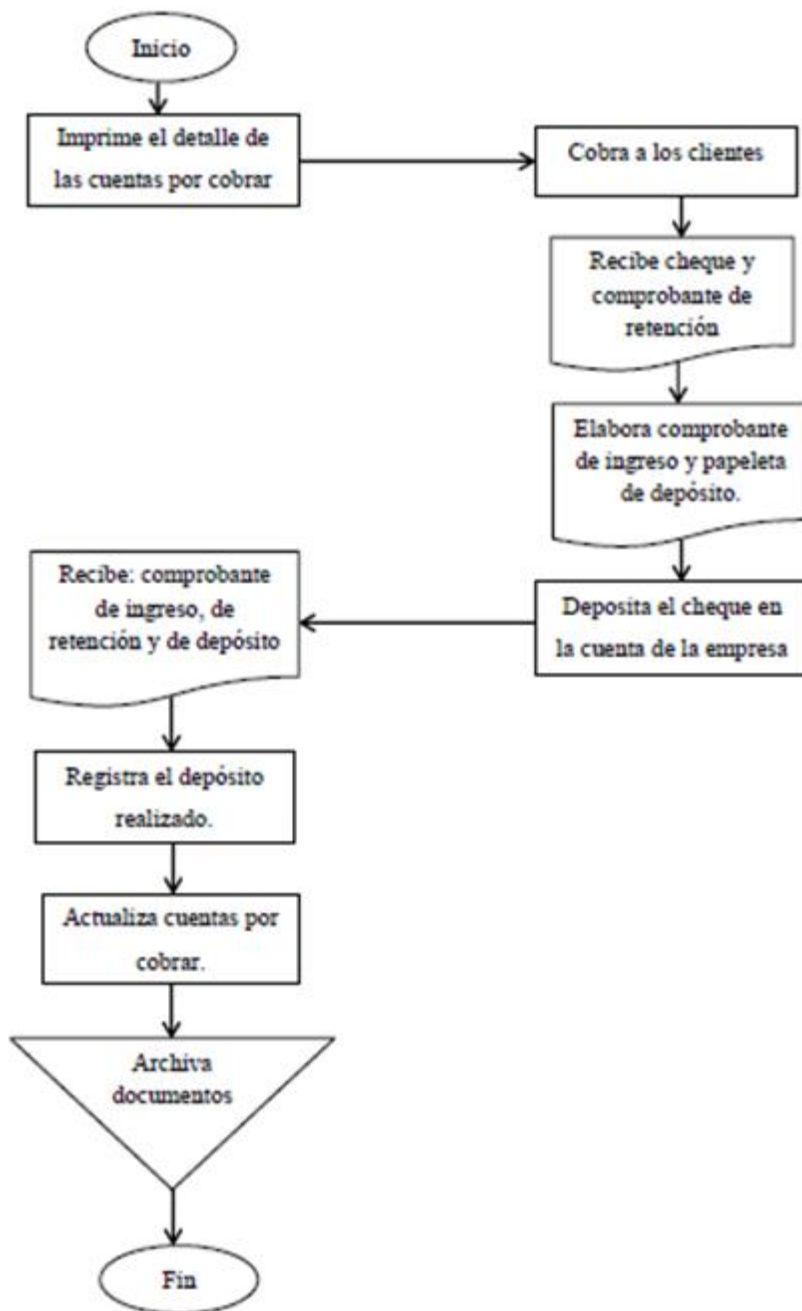 Inicio
Imprime el detalle de
las cuentas por cobrar
Cobra a los clientes
Recibe cheque y
comprobante de
retención
Elabora comprobante
de ingreso y papeleta
de depósito.
Deposita el cheque en
la cuenta de la empresa
Recibe: comprobante
de ingreso, de
retención y de depósito
Registra el depósito
realizado.
Actualiza cuentas por
cobrar.
Archiva
documentos
Fin